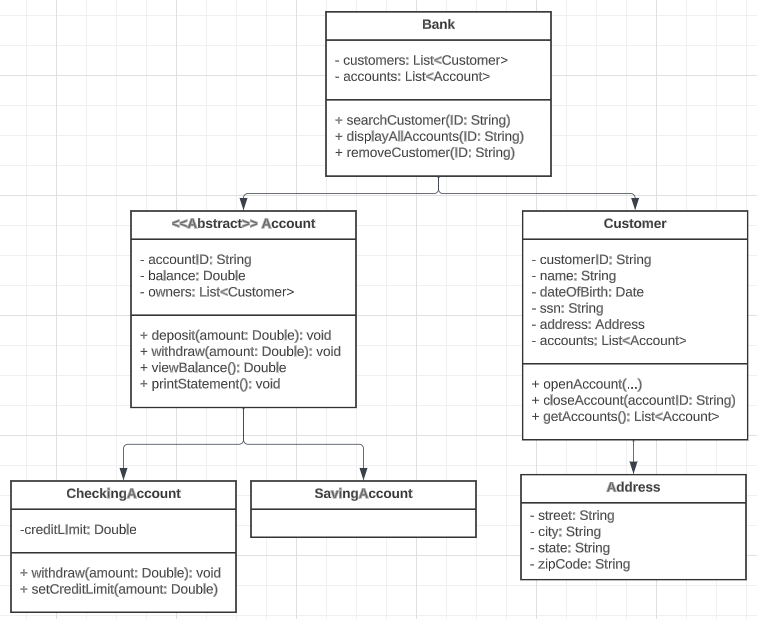 Bank
- customers: List<Customer>
- accounts: List<Account>
+ searchCustomer(ID: String)
+ displayAllAccounts(ID: String)
+ removeCustomer(ID: String)
<<Abstract>> Account
- accountID: String
- balance: Double
- owners: List<Customer>
+ deposit(amount: Double): void
+ withdraw(amount: Double): void
+ viewBalance(): Double
+ printStatement(): void
Customer
- customerID: String
- name: String
- dateOfBirth: Date
- ssn: String
- address: Address
- accounts: List<Account>
+ openAccount(...)
+ closeAccount(accountID: String)
+ getAccounts(): List<Account>
CheckingAccount
-creditLImit: Double
+ withdraw(amount: Double): void
+ setCreditLimit(amount: Double)
SavingAccount
Address
- street: String
- city: String
- state: String
- zipCode: String